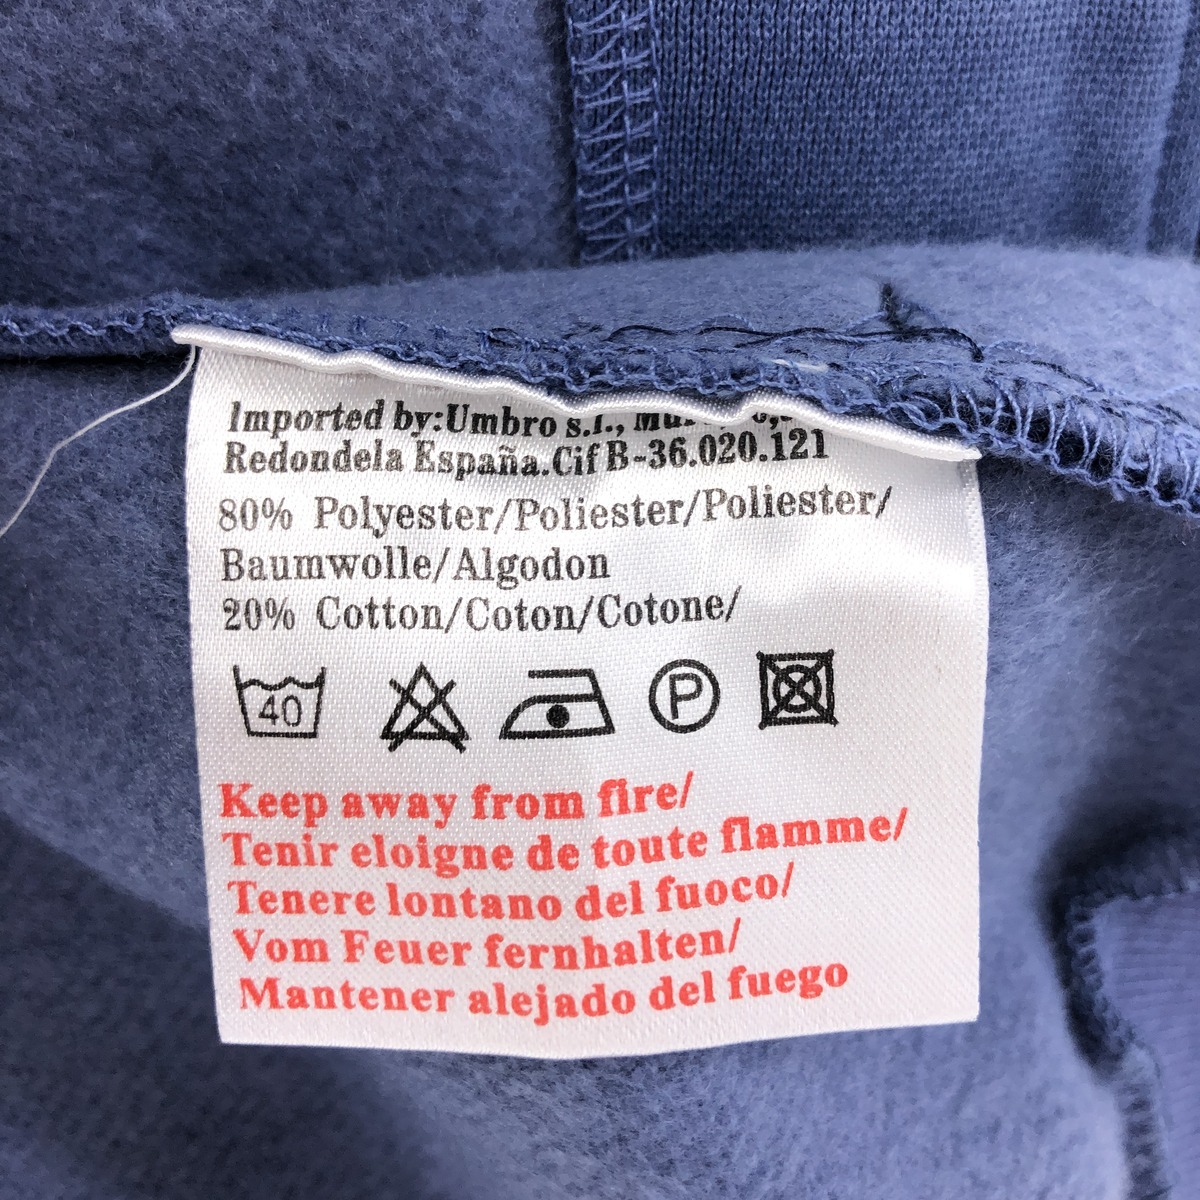 Imported by:Umbro s.l.,
Redondela España.Cif B-36.020.121
80% Polyester/Poliester/Poliester/
Baumwolle/Algodon
20% Cotton/Coton/Cotone/
40
P
Keep away from fire/
Tenir eloigne de toute flamme/
Tenere lontano del fuoco/
Vom Feuer fernhalten/
Mantener alejado del fuego